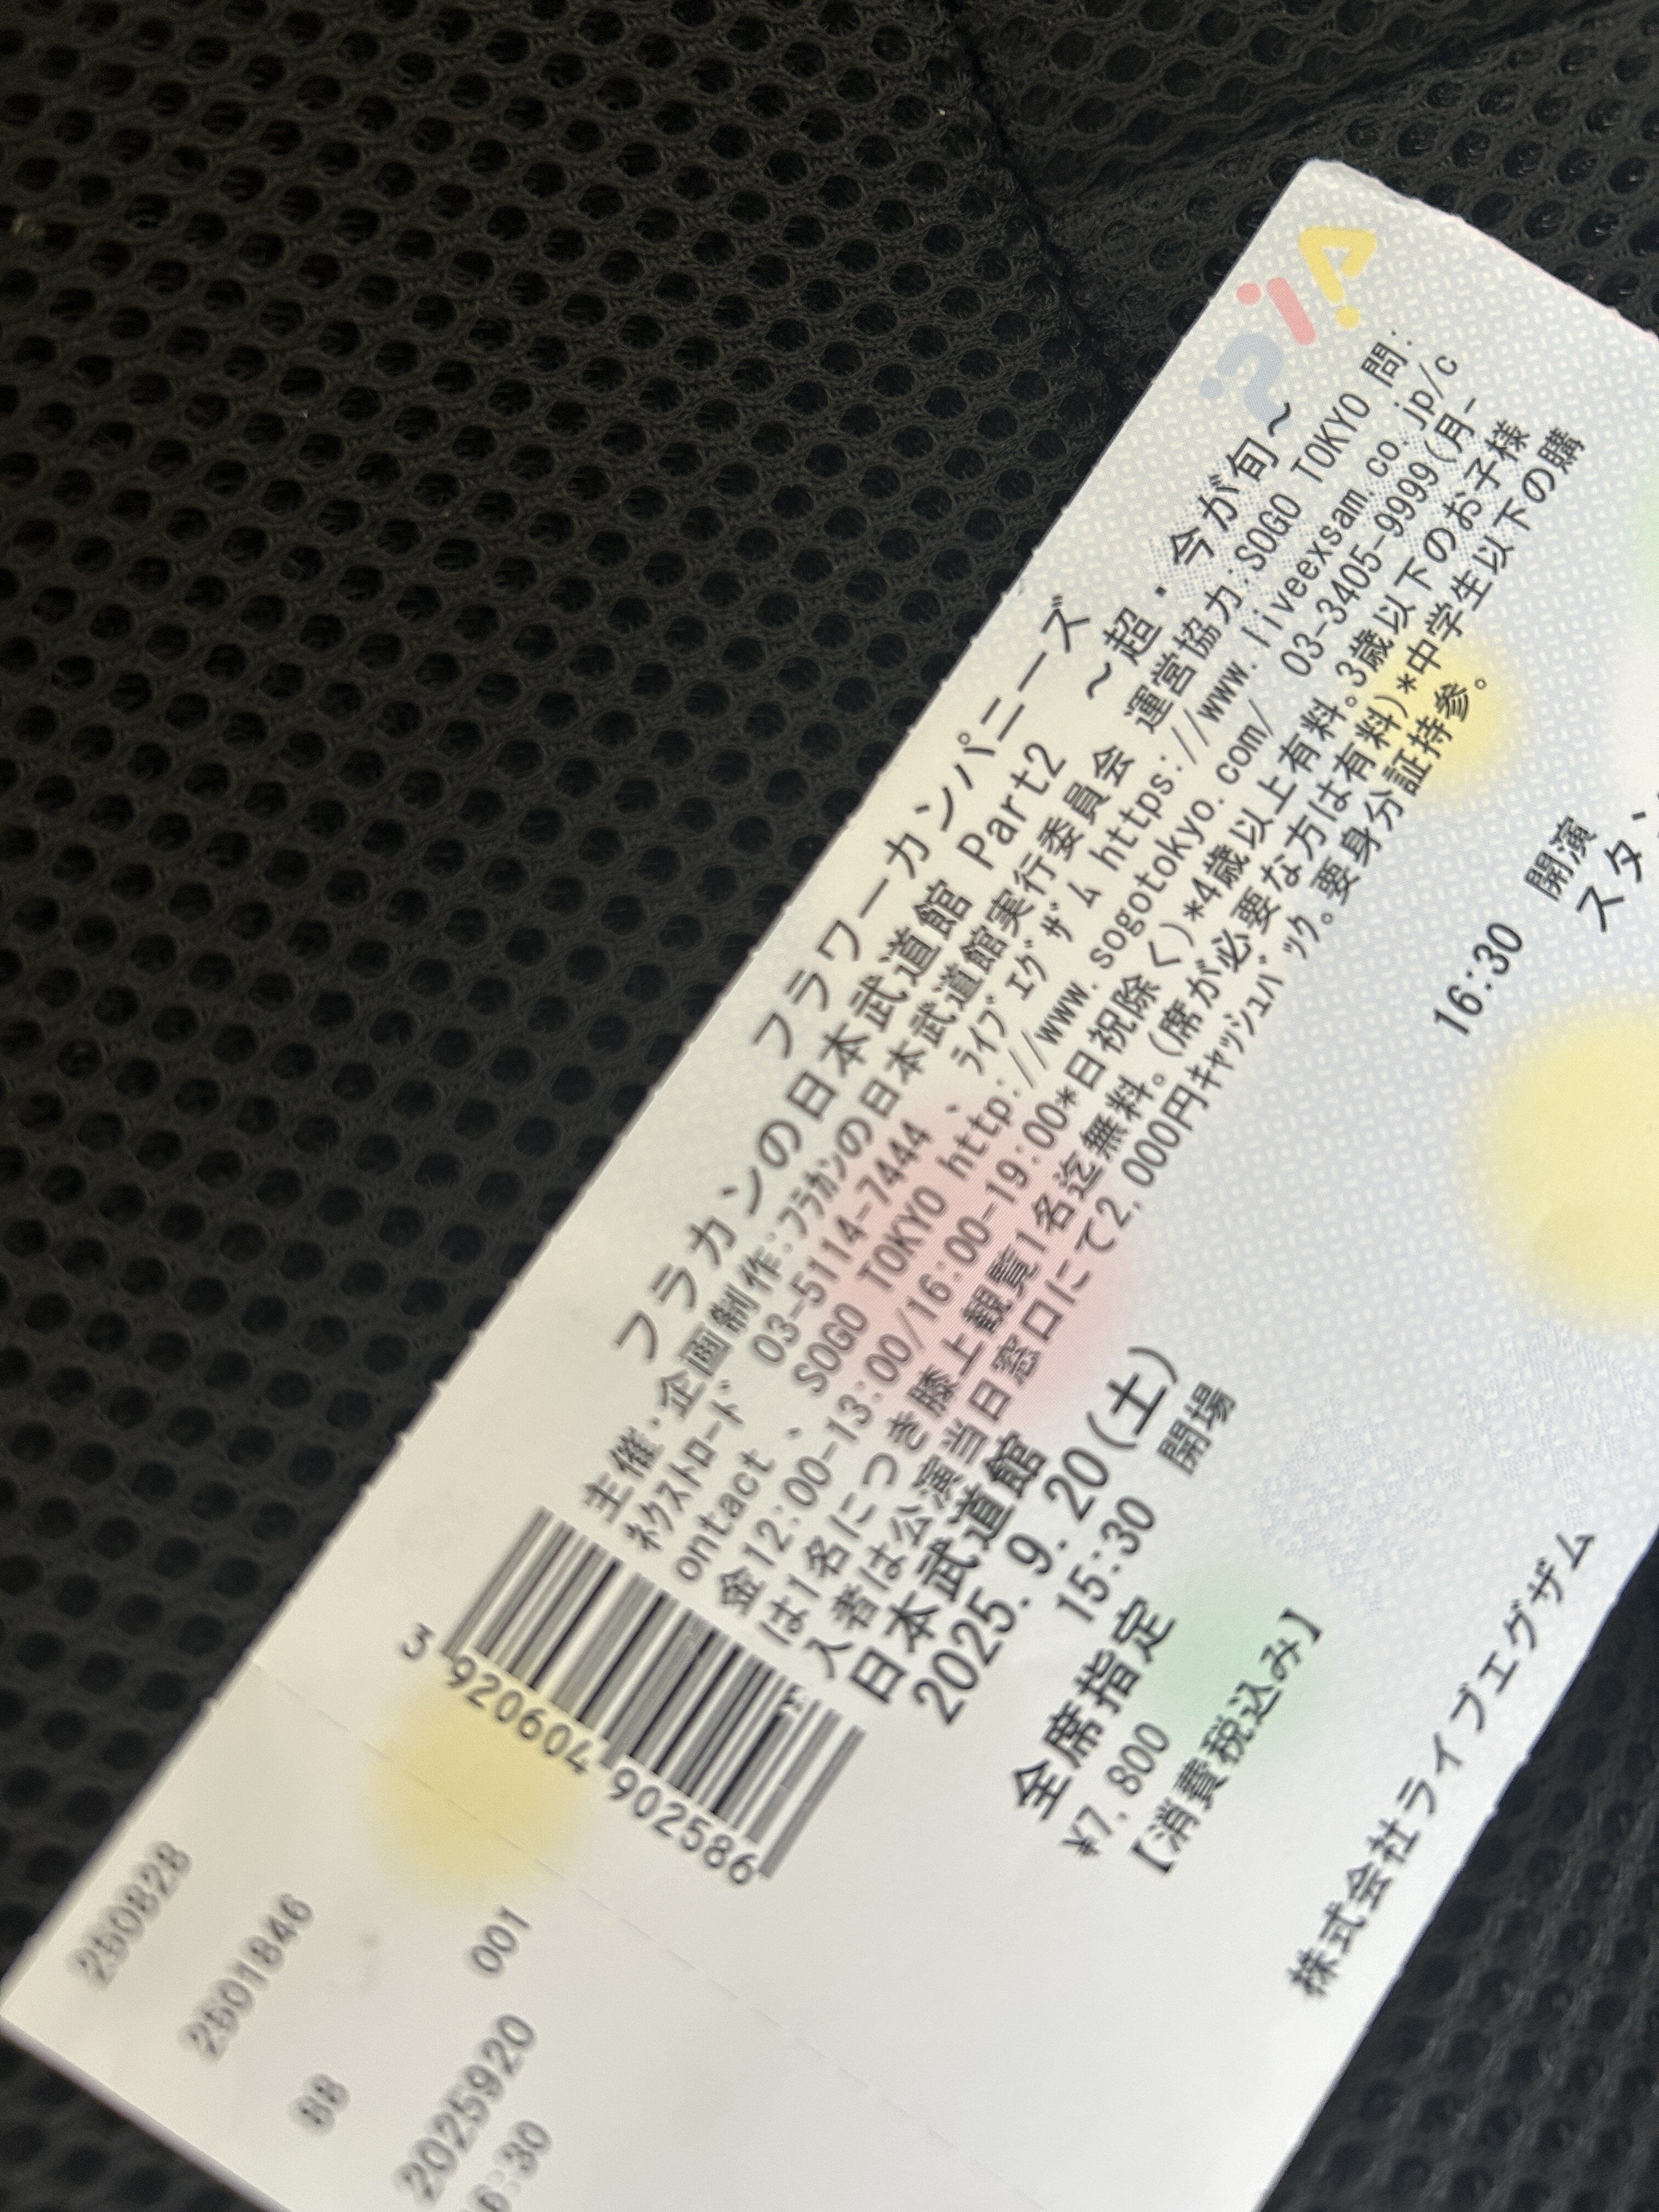 フラワーカンパニーズ
フラカンの日本武道館 Part2
～超・今が旬～
主催・企画制作:フラカンの日本武道館実行委員会 運営協力:SOGO TOKYO 問:
ネクストロード 03-5114-7444 、 ライブエグザム https://www.liveexsam.co.jp/c
ontact 、 SOGO TOKYO http://www.sogotokyo.com/ 03-3405-9999(月-
金12:00-13:00/16:00-19:00*日祝除く)*4歳以上有料。3歳以下のお子様
は1名につき膝上観覧1名迄無料。(席が必要な方は有料)*中学生以下の購
入者は公演当日窓口にて2,000円キャッシュバック。要身分証持参。
日本武道館
2025. 9. 20(土)
15:30 開場
16:30 開演
全席指定
スタ
¥7,800
【消費税込み】
株式会社ライブエグザム
3 920604 902586
250828
2501846
001
88
2025920
6:30